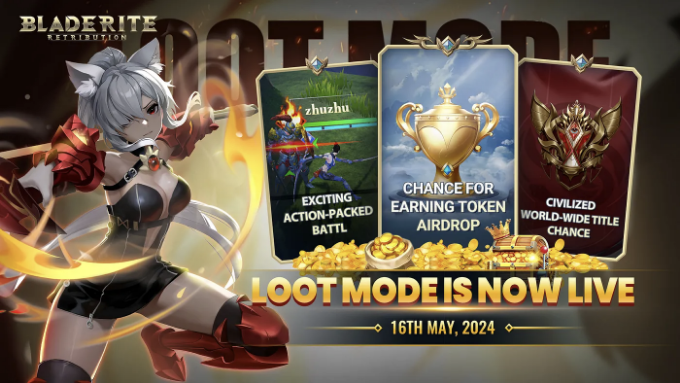 BLADERITE
RETRIBUTION
LOOT MODE
zhuzhu
EXCITING
ACTION-PACKED
BATTL
CHANCE FOR
EARNING TOKEN
AIRDROP
CIVILIZED
WORLD-WIDE TITLE
CHANCE
LOOT MODE IS NOW LIVE
16TH MAY, 2024